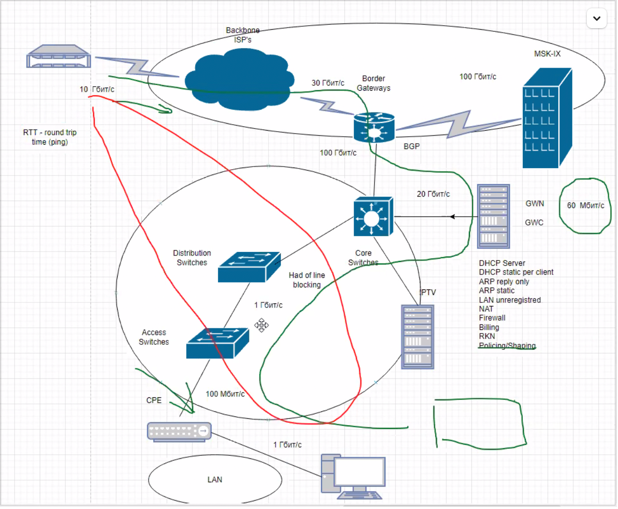 Backbone
ISP's
MSK-IX
30 Гбит/с
Border
Gateways
100 Гбит/с
10 Гбит/с
RTT - round trip
time (ping)
BGP
100 Гбит/с
20 Гбит/с
GWN
GWC
60 Мбит/с
Distribution
Switches
Core
Switches
Had of line
blocking
DHCP Server
DHCP static per client
ARP reply only
ARP static
LAN unreregistred
NAT
Firewall
Billing
RKN
Policing/Shaping
IPTV
1 Гбит/с
Access
Switches
100 Мбит/с
CPE
1 Гбит/с
LAN